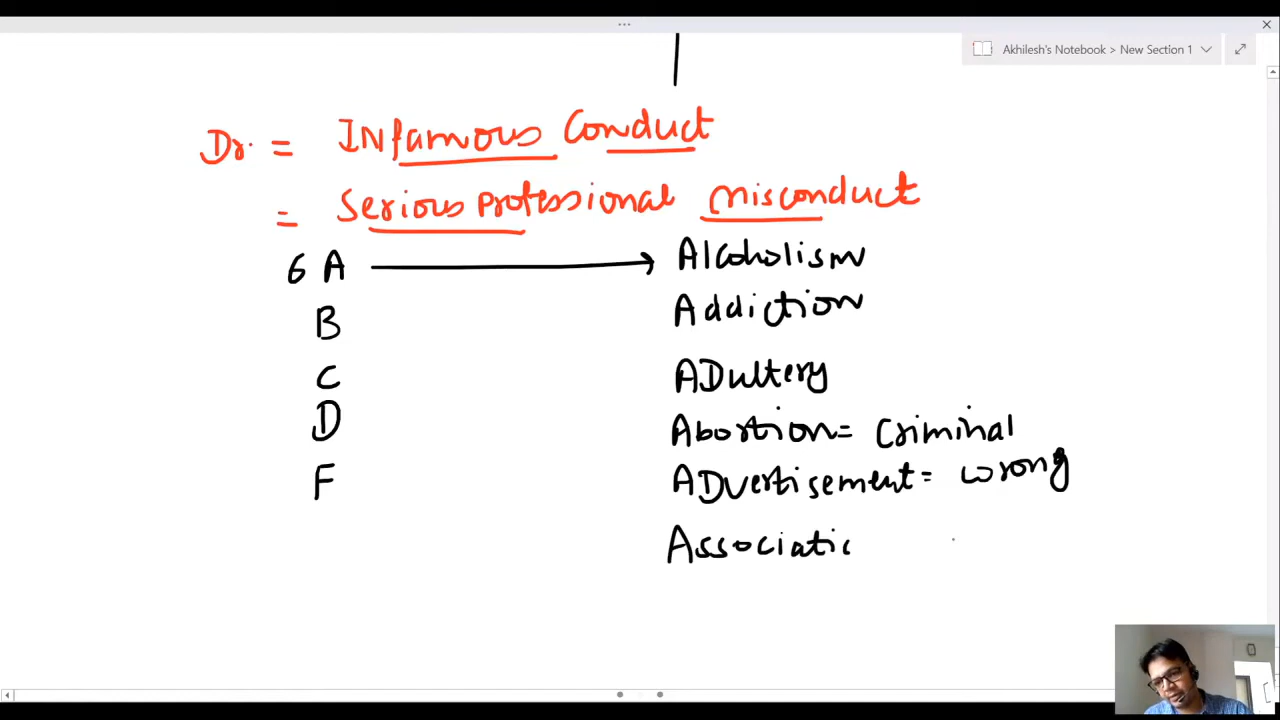 Akhilesh's Notebook > New Section 1
Dr. = INfamous Conduct
= Serious professional misconduct
6 A Alcoholism
B Addiction
C ADultery
D Abortion = Criminal
F ADvertisement = wrong
Associatic